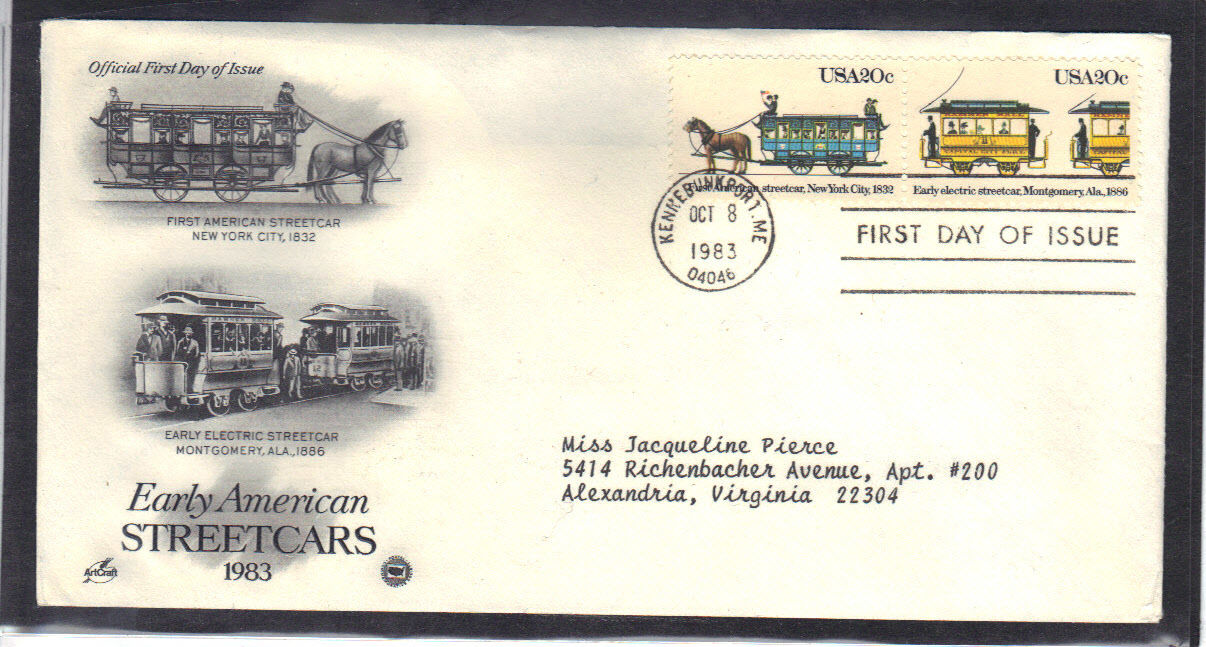 Official First Day of Issue
FIRST AMERICAN STREETCAR
NEW YORK CITY, 1832
EARLY ELECTRIC STREETCAR
MONTGOMERY, ALA., 1886
Early American
STREETCARS
1983
ArtCraft
USA20c
First American streetcar, New York City, 1832
USA20c
Early electric streetcar, Montgomery, Ala., 1886
KENNEBUNKPORT, ME
OCT 8
1983
04046
FIRST DAY OF ISSUE
Miss Jacqueline Pierce
5414 Richenbacher Avenue, Apt. #200
Alexandria, Virginia 22304